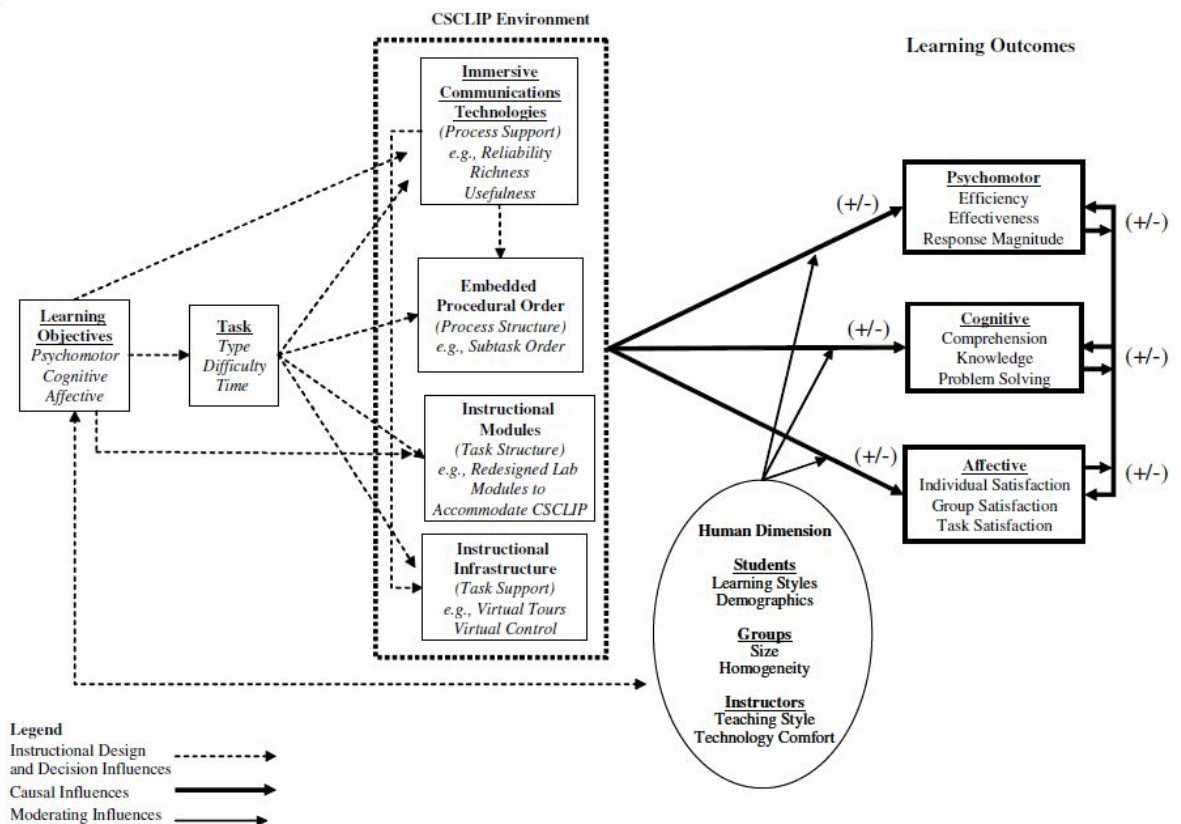 CSCLIP Environment
Learning Outcomes
Immersive
Communications
Technologies
(Process Support)
e.g., Reliability
Richness
Usefulness
Embedded
Procedural Order
(Process Structure)
e.g., Subtask Order
Instructional
Modules
(Task Structure)
e.g., Redesigned Lab
Modules to
Accommodate CSCLIP
Instructional
Infrastructure
(Task Support)
e.g., Virtual Tours
Virtual Control
Learning
Objectives
Psychomotor
Cognitive
Affective
Task
Type
Difficulty
Time
(+/-)
(+/-)
(+/-)
Psychomotor
Efficiency
Effectiveness
Response Magnitude
Cognitive
Comprehension
Knowledge
Problem Solving
Affective
Individual Satisfaction
Group Satisfaction
Task Satisfaction
(+/-)
(+/-)
(+/-)
Human Dimension
Students
Learning Styles
Demographics
Groups
Size
Homogeneity
Instructors
Teaching Style
Technology Comfort
Legend
Instructional Design
and Decision Influences
Causal Influences
Moderating Influences